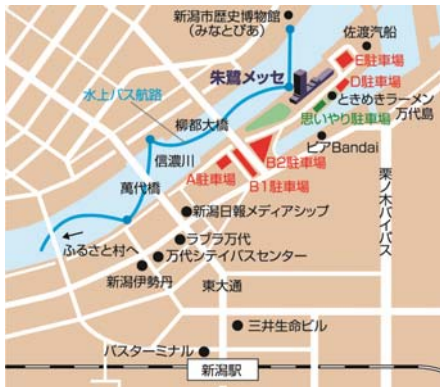 新潟市歴史博物館
(みなとぴあ)
佐渡汽船
朱鷺メッセ
E駐車場
D駐車場
水上バス航路
ときめきラーメン
万代島
思いやり駐車場
柳都大橋
ピアBandai
信濃川
B2駐車場
A駐車場
B1駐車場
萬代橋
栗ノ木バイパス
新潟日報メディアシップ
ふるさと村へ
ラブラ万代
万代シテイバスセンター
新潟伊勢丹
東大通
三井生命ビル
バスターミナル
新潟駅